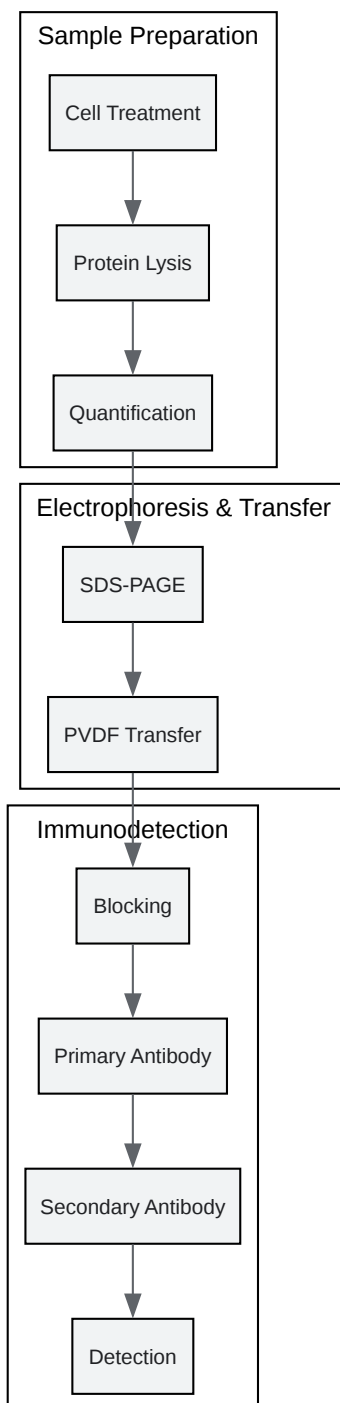 Sample Preparation
Cell Treatment
Protein Lysis
Quantification
Electrophoresis & Transfer
SDS-PAGE
PVDF Transfer
Immunodetection
Blocking
Primary Antibody
Secondary Antibody
Detection